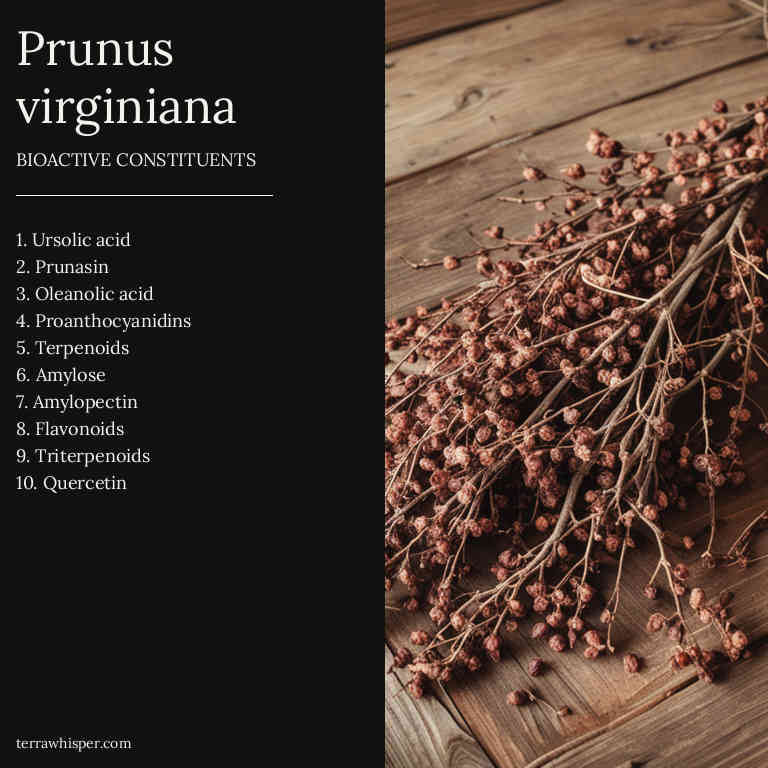 Prunus
virginiana
BIOACTIVE CONSTITUENTS
1. Ursolic acid
2. Prunasin
3. Oleanolic acid
4. Proanthocyanidins
5. Terpenoids
6. Amylose
7. Amylopectin
8. Flavonoids
9. Triterpenoids
10. Quercetin
terrawhisper.com